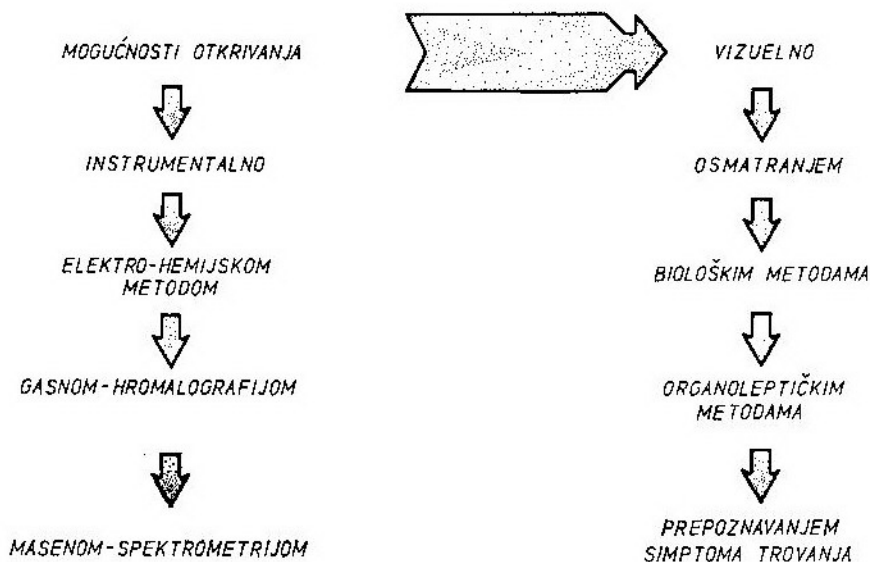 MOGUĆNOSTI OTKRIVANJA
INSTRUMENTALNO
ELEKTRO-HEMIJSKOM
METODOM
GASNOM-HROMALOGRAFIJOM
MASENOM-SPEKTROMETRIJOM
VIZUELNO
OSMATRANJEM
BIOLOŠKIM METODAMA
ORGANOLEPTIČKIM
METODAMA
PREPOZNAVANJEM
SIMPTOMA TROVANJA